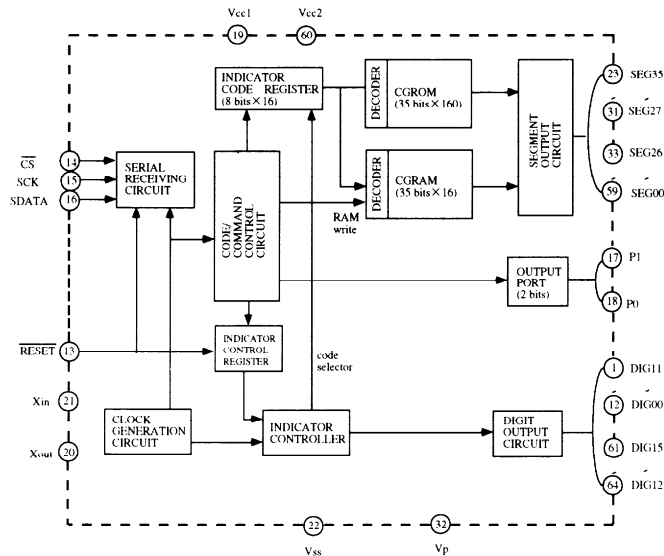 Vcc1
Vcc2
19
60
INDICATOR
CODE REGISTER
(8 bits×16)
DECODER
CGROM
(35 bits×160)
SEGMENT
OUTPUT
CIRCUIT
23
SEG35
31
SEG27
33
SEG26
59
SEG00
CS
14
SCK
15
SDATA
16
SERIAL
RECEIVING
CIRCUIT
CODE/
COMMAND
CONTROL
CIRCUIT
DECODER
CGRAM
(35 bits×16)
RAM
write
OUTPUT
PORT
(2 bits)
17
P1
18
P0
RESET
13
INDICATOR
CONTROL
REGISTER
code
selector
Xin
21
Xout
20
CLOCK
GENERATION
CIRCUIT
INDICATOR
CONTROLLER
DIGIT
OUTPUT
CIRCUIT
1
DIG11
12
DIG00
61
DIG15
64
DIG12
22
32
Vss
Vp